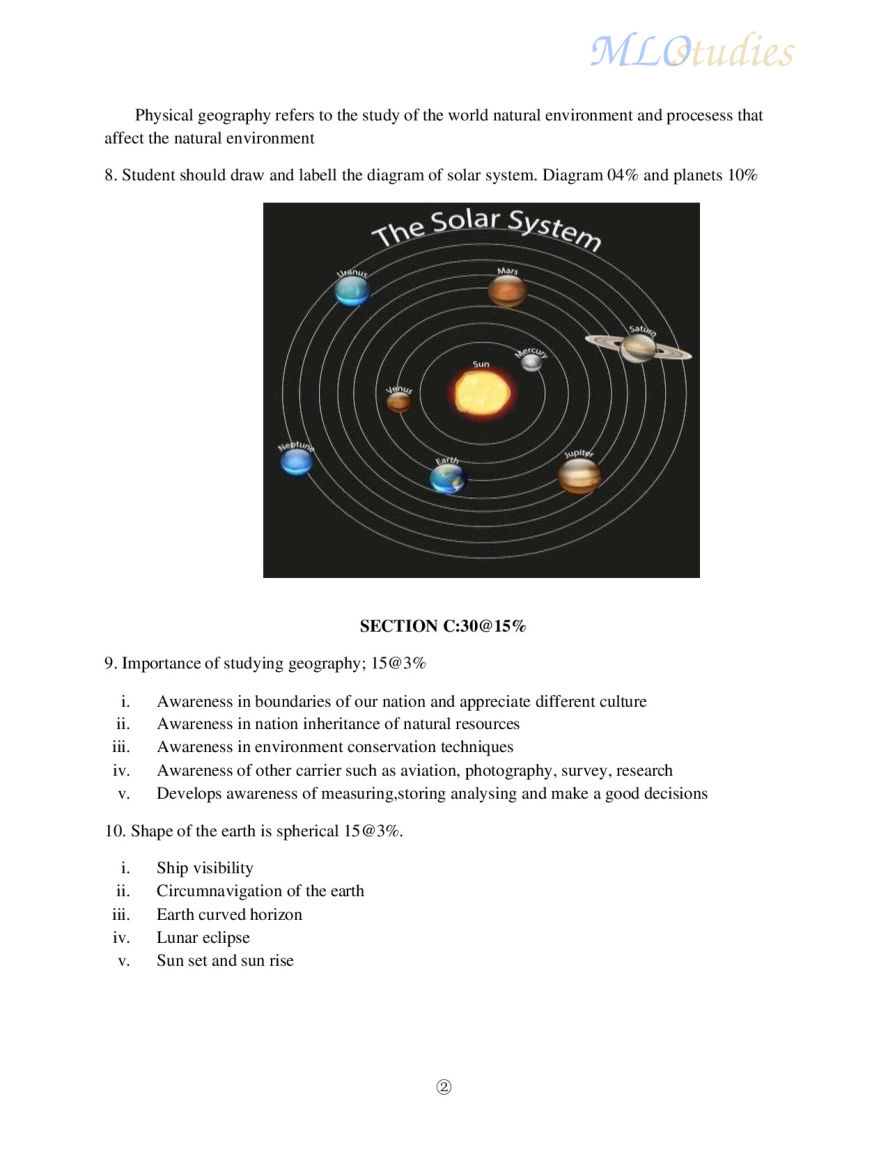 MLOstudies
Physical geography refers to the study of the world natural environment and procesess that
affect the natural environment
8. Student should draw and labell the diagram of solar system. Diagram 04% and planets 10%
The Solar System
Uranus
Mars
Saturn
Mercury
Sun
Venus
Neptune
Earth
Jupiter
SECTION C:30@15%
9. Importance of studying geography; 15@3%
i. Awareness in boundaries of our nation and appreciate different culture
ii. Awareness in nation inheritance of natural resources
iii. Awareness in environment conservation techniques
iv. Awareness of other carrier such as aviation, photography, survey, research
v. Develops awareness of measuring,storing analysing and make a good decisions
10. Shape of the earth is spherical 15@3%.
i. Ship visibility
ii. Circumnavigation of the earth
iii. Earth curved horizon
iv. Lunar eclipse
v. Sun set and sun rise
②